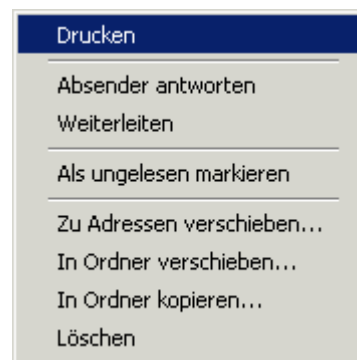 Drucken
Absender antworten
Weiterleiten
Als ungelesen markieren
Zu Adressen verschieben...
In Ordner verschieben...
In Ordner kopieren...
Löschen